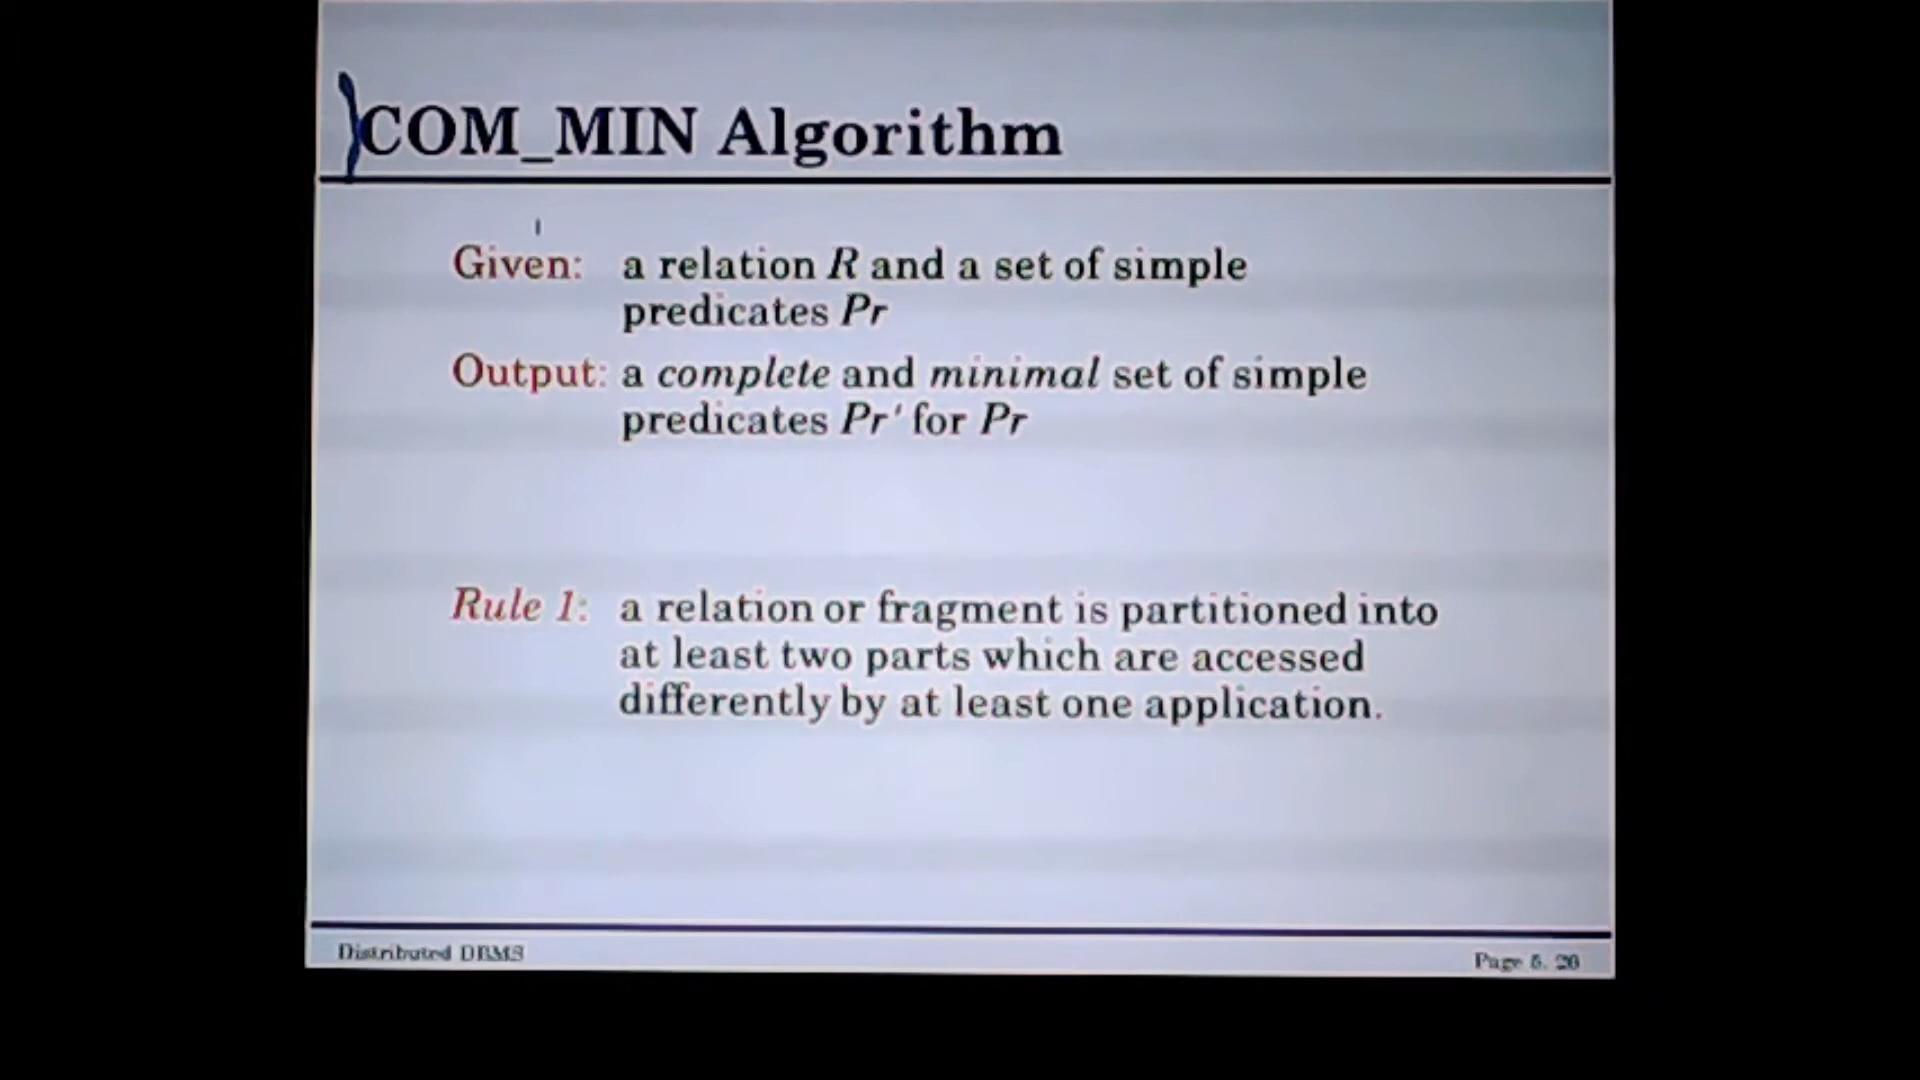 COM_MIN Algorithm
Given: a relation R and a set of simple
predicates Pr
Output: a complete and minimal set of simple
predicates Pr' for Pr
Rule 1: a relation or fragment is partitioned into
at least two parts which are accessed
differently by at least one application.
Distributed DBMS
Page 5. 20